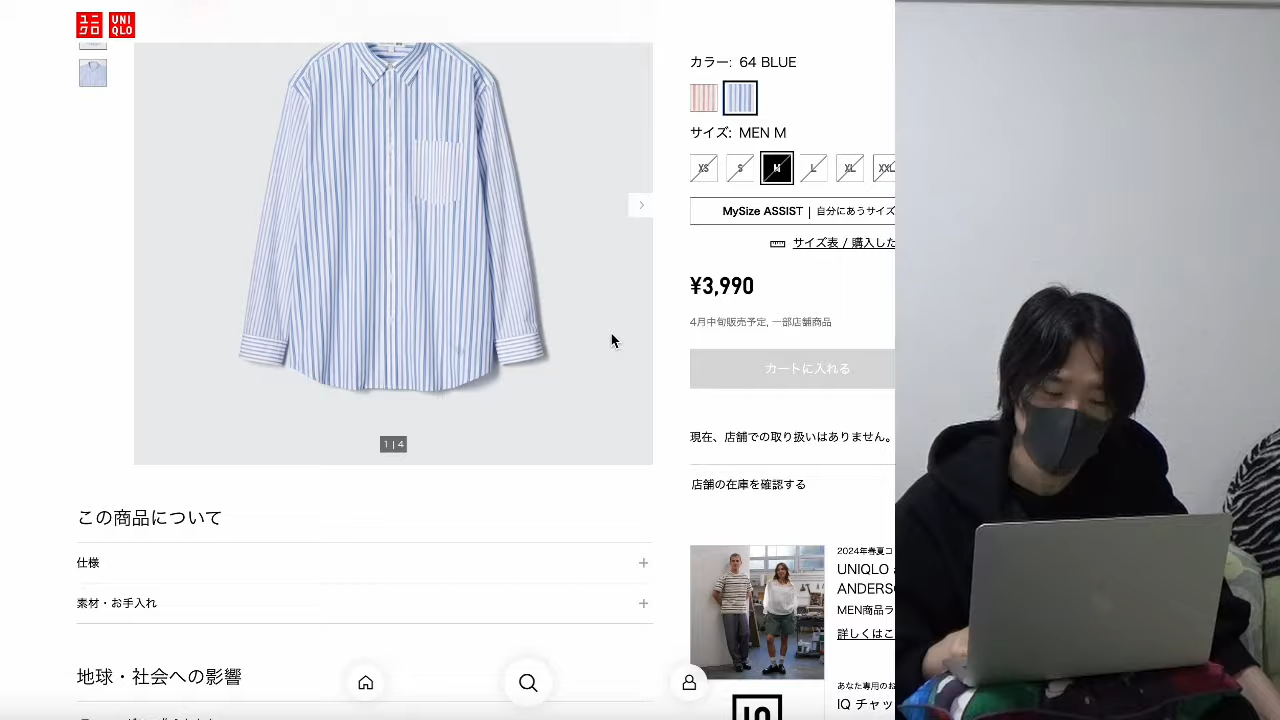 ユニ
クロ
UNI
QLO
カラー: 64 BLUE
サイズ: MEN M
XS S M L XL XXL
MySize ASSIST | 自分にあうサイズ
サイズ表 / 購入した
¥3,990
4月中旬販売予定, 一部店舗商品
カートに入れる
現在、店舗での取り扱いはありません。
店舗の在庫を確認する
1 | 4
この商品について
仕様
素材・お手入れ
地球・社会への影響
2024年春夏コ
UNIQLO a
ANDERS
MEN商品ラ
詳しくはこ
あなた専用のお
IQ チャッ
IQ